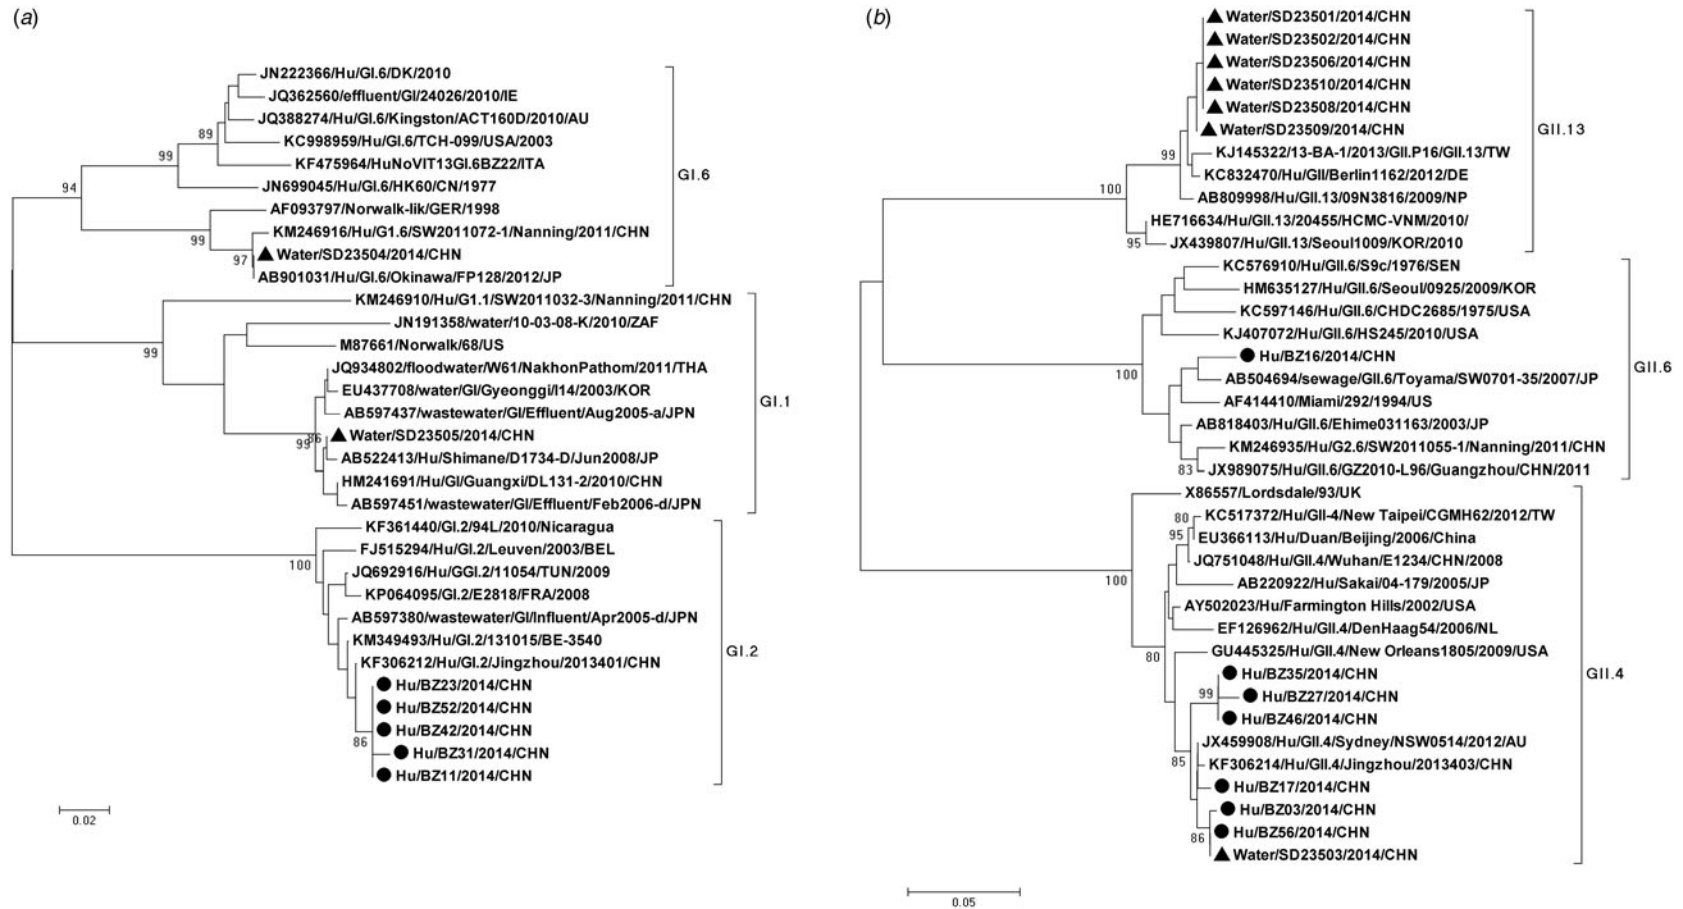 (a)
JN222366/Hu/GI.6/DK/2010
JQ362560/effluent/GI/24026/2010/IE
JQ388274/Hu/GI.6/Kingston/ACT160D/2010/AU
89
KC998959/Hu/GI.6/TCH-099/USA/2003
99
KF475964/HuNoVIT13GI.6BZ22/ITA
GI.6
94
JN699045/Hu/GI.6/HK60/CN/1977
AF093797/Norwalk-lik/GER/1998
KM246916/Hu/G1.6/SW2011072-1/Nanning/2011/CHN
99
Water/SD23504/2014/CHN
97
AB901031/Hu/GI.6/Okinawa/FP128/2012/JP
KM246910/Hu/G1.1/SW2011032-3/Nanning/2011/CHN
JN191358/water/10-03-08-K/2010/ZAF
99
M87661/Norwalk/68/US
JQ934802/floodwater/W61/NakhonPathom/2011/THA
EU437708/water/GI/Gyeonggi/I14/2003/KOR
GI.1
AB597437/wastewater/GI/Effluent/Aug2005-a/JPN
86
Water/SD23505/2014/CHN
99
AB522413/Hu/Shimane/D1734-D/Jun2008/JP
HM241691/Hu/GI/Guangxi/DL131-2/2010/CHN
AB597451/wastewater/GI/Effluent/Feb2006-d/JPN
KF361440/GI.2/94L/2010/Nicaragua
FJ515294/Hu/GI.2/Leuven/2003/BEL
100
JQ692916/Hu/GGI.2/11054/TUN/2009
KP064095/GI.2/E2818/FRA/2008
AB597380/wastewater/GI/Influent/Apr2005-d/JPN
KM349493/Hu/GI.2/131015/BE-3540
GI.2
KF306212/Hu/GI.2/Jingzhou/2013401/CHN
Hu/BZ23/2014/CHN
Hu/BZ52/2014/CHN
Hu/BZ42/2014/CHN
86
Hu/BZ31/2014/CHN
Hu/BZ11/2014/CHN
0.02
(b)
Water/SD23501/2014/CHN
Water/SD23502/2014/CHN
Water/SD23506/2014/CHN
Water/SD23510/2014/CHN
Water/SD23508/2014/CHN
Water/SD23509/2014/CHN
GII.13
99
KJ145322/13-BA-1/2013/GII.P16/GII.13/TW
KC832470/Hu/GII/Berlin1162/2012/DE
100
AB809998/Hu/GII.13/09N3816/2009/NP
HE716634/Hu/GII.13/20455/HCMC-VNM/2010/
95
JX439807/Hu/GII.13/Seoul1009/KOR/2010
KC576910/Hu/GII.6/S9c/1976/SEN
HM635127/Hu/GII.6/Seoul/0925/2009/KOR
KC597146/Hu/GII.6/CHDC2685/1975/USA
KJ407072/Hu/GII.6/HS245/2010/USA
Hu/BZ16/2014/CHN
GII.6
100
AB504694/sewage/GII.6/Toyama/SW0701-35/2007/JP
AF414410/Miami/292/1994/US
AB818403/Hu/GII.6/Ehime031163/2003/JP
KM246935/Hu/G2.6/SW2011055-1/Nanning/2011/CHN
83
JX989075/Hu/GII.6/GZ2010-L96/Guangzhou/CHN/2011
X86557/Lordsdale/93/UK
80
KC517372/Hu/GII-4/New Taipei/CGMH62/2012/TW
95
EU366113/Hu/Duan/Beijing/2006/China
JQ751048/Hu/GII.4/Wuhan/E1234/CHN/2008
100
AB220922/Hu/Sakai/04-179/2005/JP
AY502023/Hu/Farmington Hills/2002/USA
EF126962/Hu/GII.4/DenHaag54/2006/NL
80
GU445325/Hu/GII.4/New Orleans1805/2009/USA
Hu/BZ35/2014/CHN
GII.4
99
Hu/BZ27/2014/CHN
Hu/BZ46/2014/CHN
JX459908/Hu/GII.4/Sydney/NSW0514/2012/AU
85
KF306214/Hu/GII.4/Jingzhou/2013403/CHN
Hu/BZ17/2014/CHN
Hu/BZ03/2014/CHN
Hu/BZ56/2014/CHN
86
Water/SD23503/2014/CHN
0.05